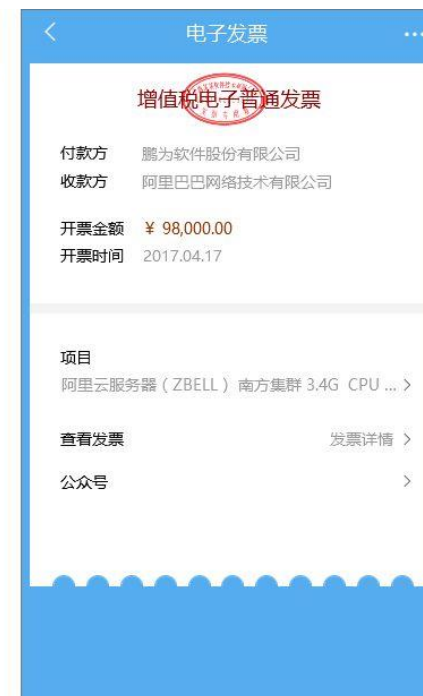 电子发票
增值税电子普通发票
付款方 鹏为软件股份有限公司
收款方 阿里巴巴网络技术有限公司
开票金额 ¥ 98,000.00
开票时间 2017.04.17
项目
阿里云服务器 ( ZBELL ) 南方集群 3.4G CPU ...
查看发票 发票详情
公众号